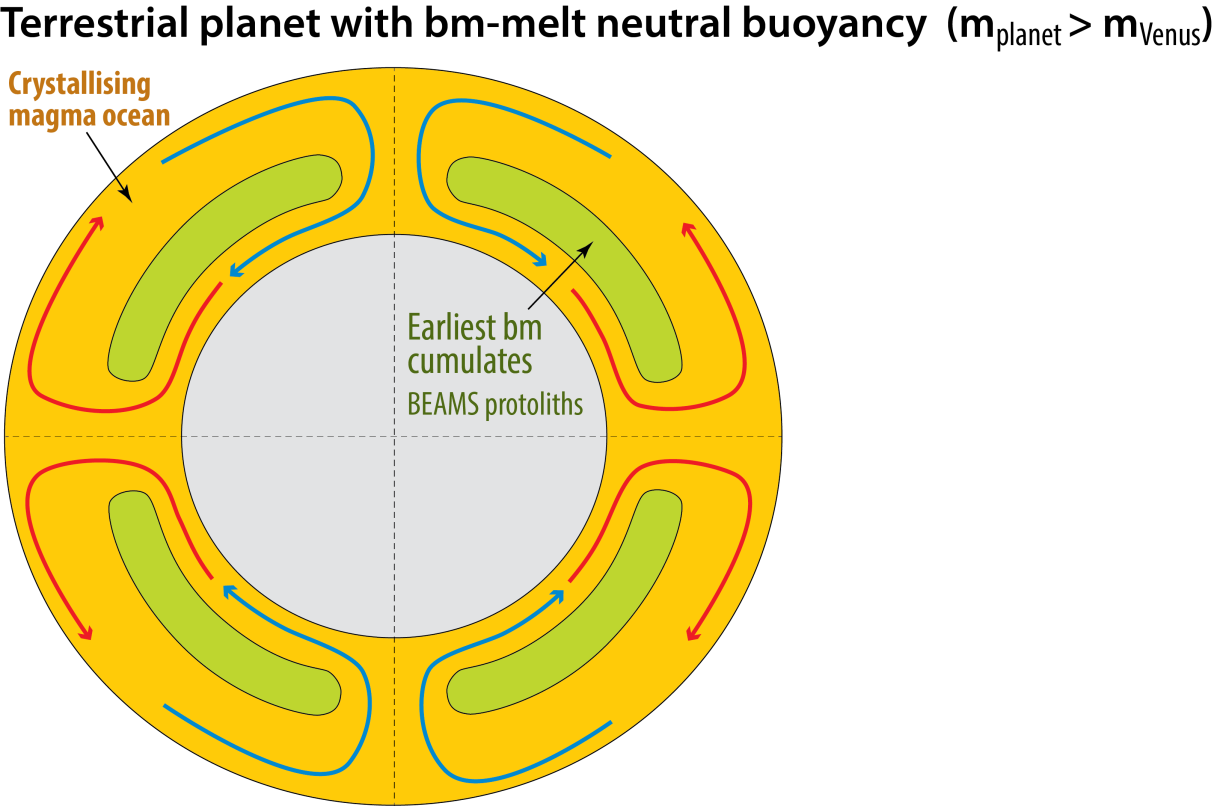 Terrestrial planet with bm-melt neutral buoyancy (mplanet > mVenus)
Crystallising
magma ocean
Earliest bm
cumulates
BEAMS protoliths